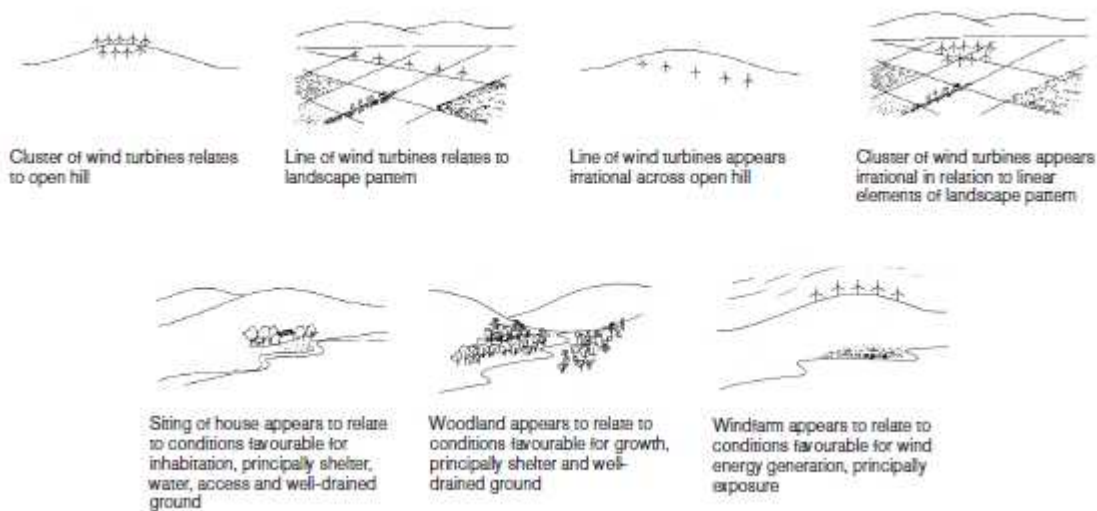 Cluster of wind turbines relates
to open hill
Line of wind turbines relates to
landscape pattern
Line of wind turbines appears
irrational across open hill
Cluster of wind turbines appears
irrational in relation to linear
elements of landscape pattern
Siting of house appears to relate
to conditions favourable for
inhabitation, principally shelter,
water, access and well-drained
ground
Woodland appears to relate to
conditions favourable for growth,
principally shelter and well-
drained ground
Windfarm appears to relate to
conditions favourable for wind
energy generation, principally
exposure